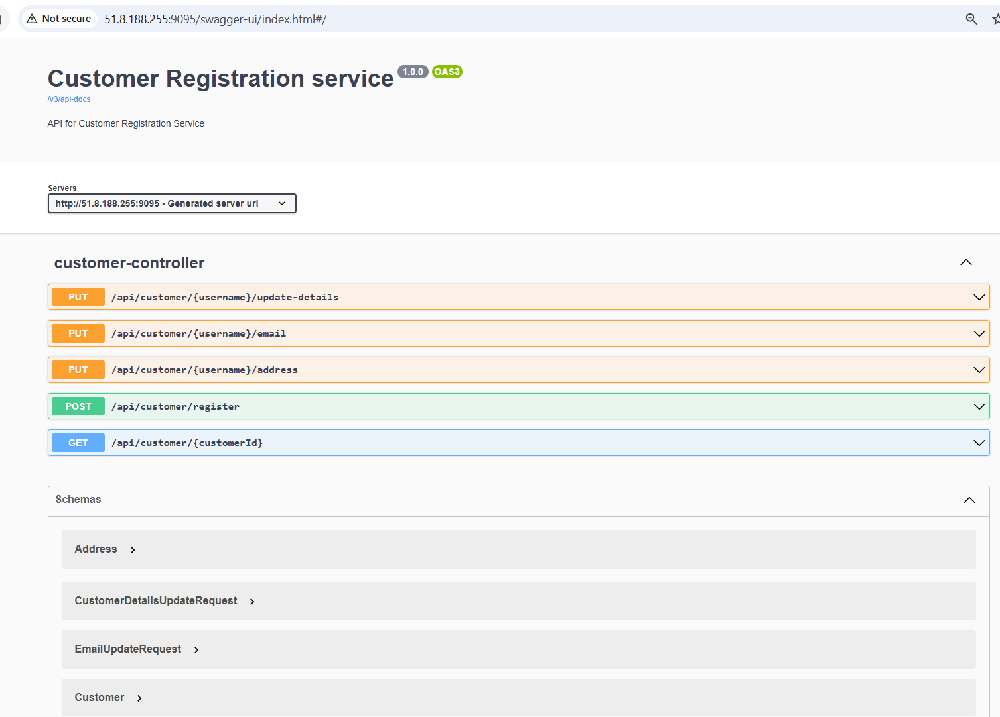 Not secure 51.8.188.255:9095/swagger-ui/index.html#/
Customer Registration service 1.0.0 OAS3
/v3/api-docs
API for Customer Registration Service
Servers
http://51.8.188.255:9095 - Generated server url
customer-controller
PUT /api/customer/{username}/update-details
PUT /api/customer/{username}/email
PUT /api/customer/{username}/address
POST /api/customer/register
GET /api/customer/{customerId}
Schemas
Address
CustomerDetailsUpdateRequest
EmailUpdateRequest
Customer